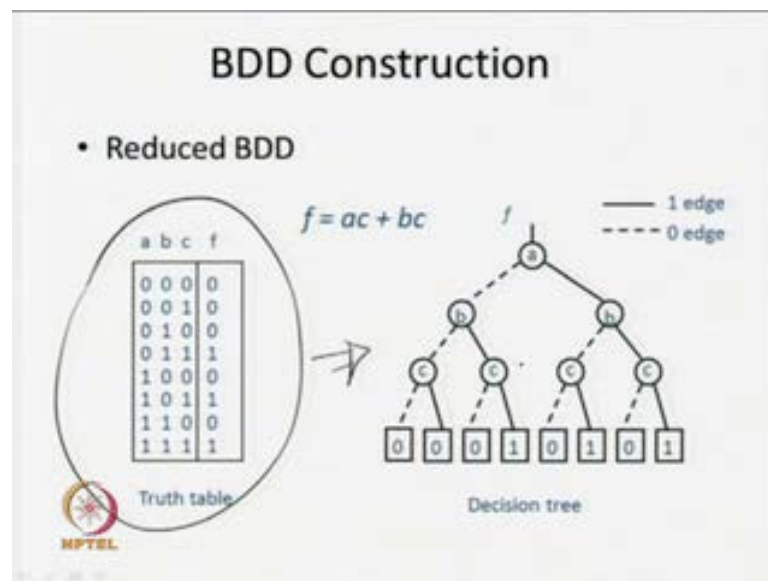 BDD Construction
• Reduced BDD
f = ac + bc
a b c f
0 0 0 0
0 0 1 0
0 1 0 0
0 1 1 1
1 0 0 0
1 0 1 1
1 1 0 0
1 1 1 1
Truth table
f
1 edge
0 edge
a
b b
c c c c
0 0 0 1 0 1 0 1
Decision tree
NPTEL